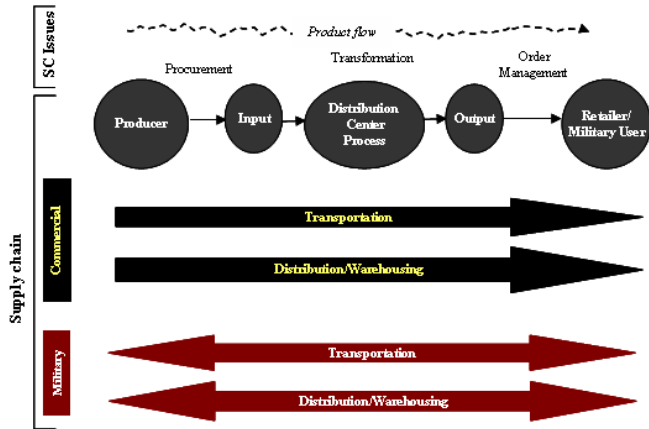 SC Issues
Product flow
Procurement
Transformation
Order
Management
Producer
Input
Distribution
Center
Process
Output
Retailer/
Military User
Supply chain
Commercial
Transportation
Distribution/Warehousing
Military
Transportation
Distribution/Warehousing